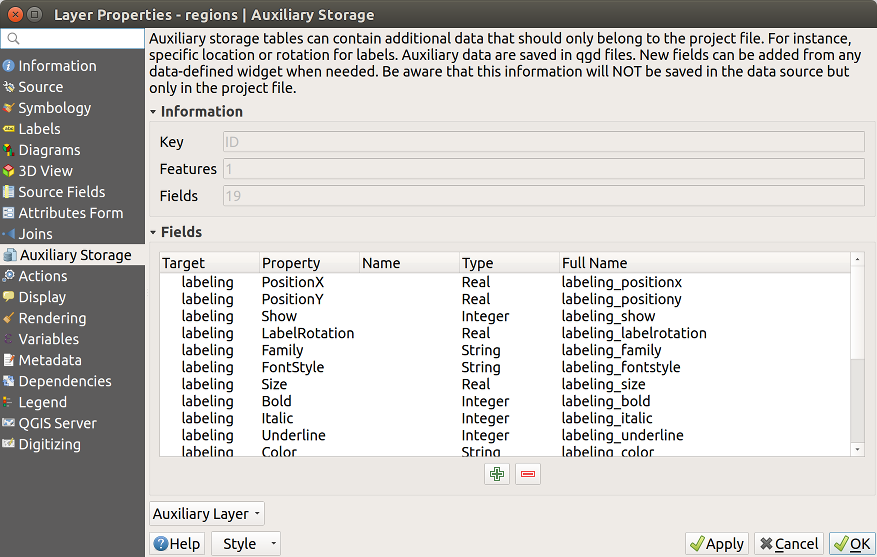 Layer Properties - regions | Auxiliary Storage
Information
Source
Symbology
Labels
Diagrams
3D View
Source Fields
Attributes Form
Joins
Auxiliary Storage
Actions
Display
Rendering
Variables
Metadata
Dependencies
Legend
QGIS Server
Digitizing
Auxiliary storage tables can contain additional data that should only belong to the project file. For instance,
specific location or rotation for labels. Auxiliary data are saved in qgd files. New fields can be added from any
data-defined widget when needed. Be aware that this information will NOT be saved in the data source but
only in the project file.
Information
Key ID
Features 1
Fields 19
Fields
Target Property Name Type Full Name
labeling PositionX Real labeling_positionx
labeling PositionY Real labeling_positiony
labeling Show Integer labeling_show
labeling LabelRotation Real labeling_labelrotation
labeling Family String labeling_family
labeling FontStyle String labeling_fontstyle
labeling Size Real labeling_size
labeling Bold Integer labeling_bold
labeling Italic Integer labeling_italic
labeling Underline Integer labeling_underline
labeling Color String labeling_color
Auxiliary Layer
Help Style Apply Cancel OK